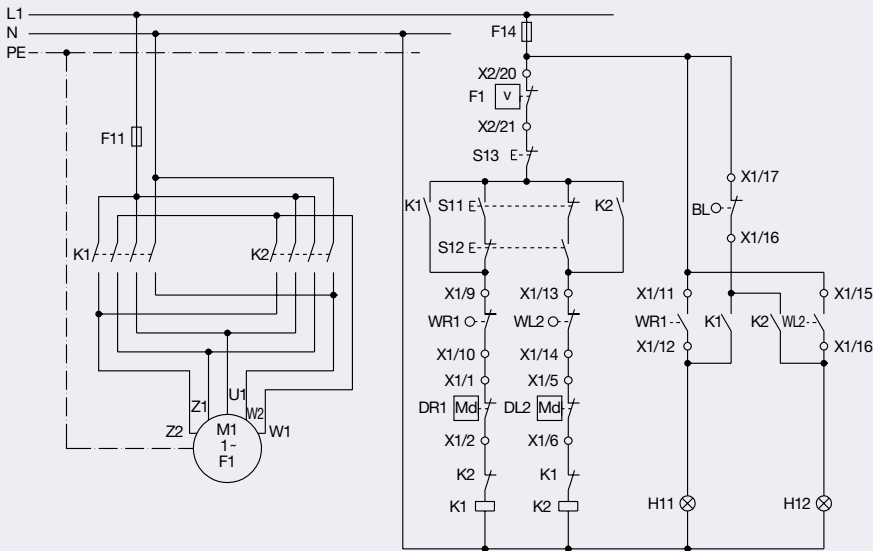 L1
N
PE
F14
X2/20
F1 v
X2/21
F11
S13 E
X1/17
K1 S11 E K2
BL
S12 E
X1/16
K1 K2
X1/9 X1/13 X1/11 X1/15
WR1 WL2 WR1 K1 K2 WL2
X1/10 X1/14 X1/12 X1/16
X1/1 X1/5
DR1 Md DL2 Md
X1/2 X1/6
Z1 U1 W2
Z2 M1 W1
1~
F1
K2 K1
K1 K2 H11 H12